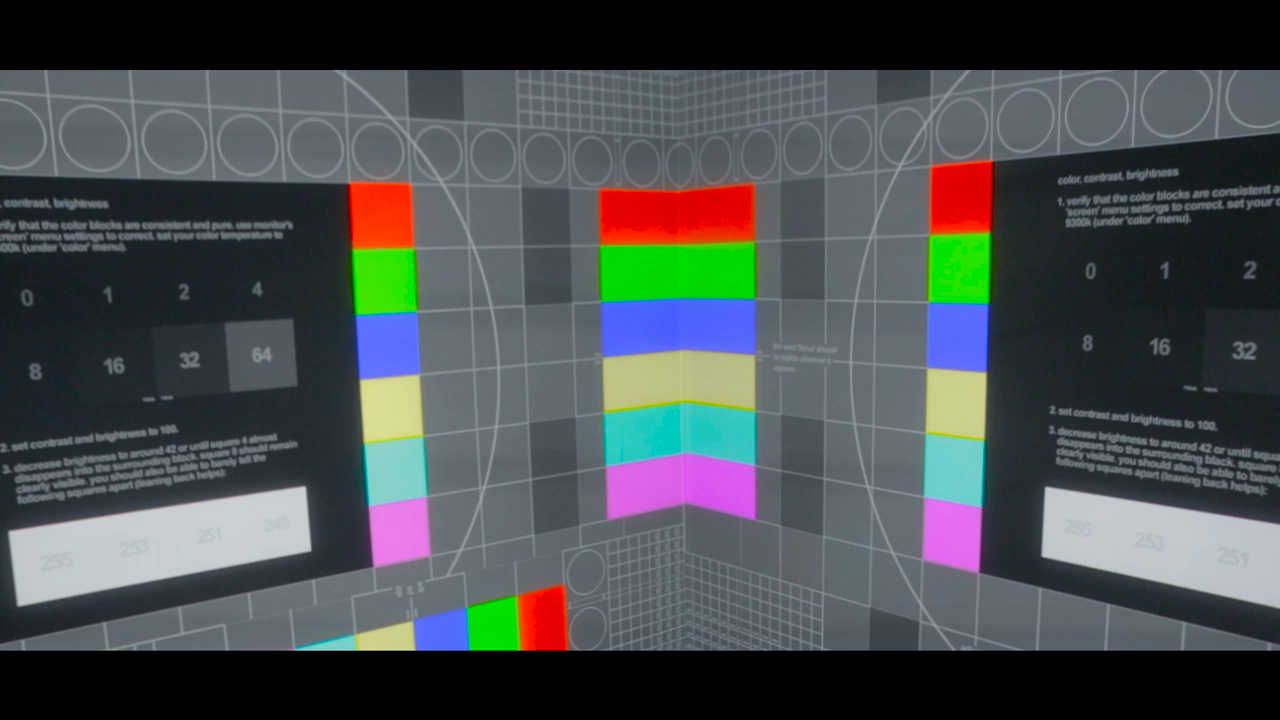 , contrast, brightness
rify that the color blocks are consistent and pure. use monitor's
creen' menu settings to correct. set your color temperature to
300k (under 'color' menu).
0 1 2 4
8 16 32 64
2. set contrast and brightness to 100.
3. decrease brightness to around 42 or until square 4 almost
disappears into the surrounding black. square 8 should remain
clearly visible. you should also be able to barely tell the
following squares apart (leaning back helps):
255 253 251 248
color, contrast, brightness
1. verify that the color blocks are consistent a
'screen' menu settings to correct. set your c
9300k (under 'color' menu).
0 1 2
8 16 32
2. set contrast and brightness to 100.
3. decrease brightness to around 42 or until squa
disappears into the surrounding black. square
clearly visible. you should also be able to barely
following squares apart (leaning back helps):
255 253 251